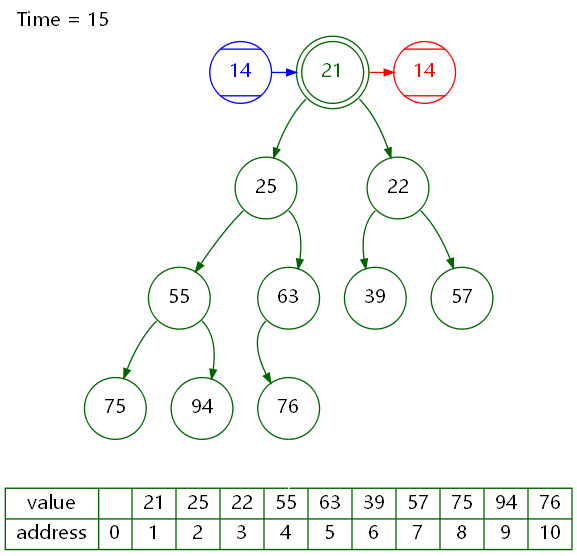 Time = 15
14 21 14
25 22
55 63 39 57
75 94 76
value 21 25 22 55 63 39 57 75 94 76
address 0 1 2 3 4 5 6 7 8 9 10